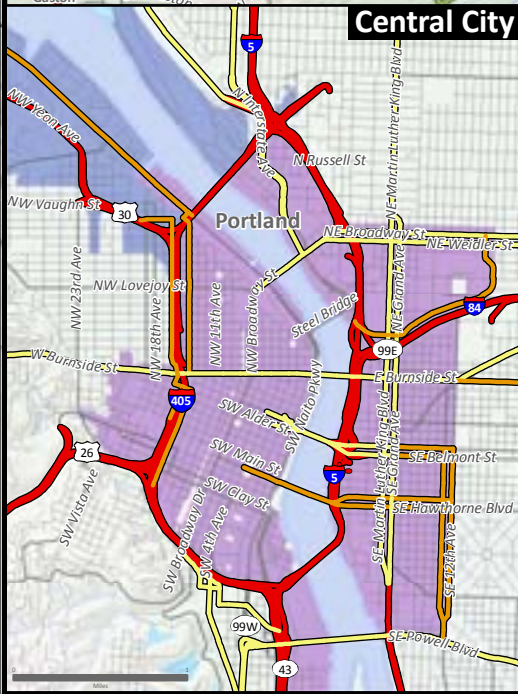 Central City
5
NW Yeon Ave
N Interstate Ave
NE Martin Luther King Blvd
N Russell St
NW Vaughn St
30
Portland
NE Broadway St
NE Weidler St
NW 23rd Ave
NW Lovejoy St
NW 18th Ave
NW 11th Ave
NW Broadway St
Steel Bridge
NE Grand Ave
84
99E
W Burnside St
E Burnside St
405
SW Alder St
SW Naito Pkwy
26
SW Main St
5
SE Belmont St
SW Vista Ave
SW Clay St
SE Martin Luther King Blvd
SE Grand Ave
SE Hawthorne Blvd
SW Broadway Dr
SW 4th Ave
SE 12th Ave
99W
SE Powell Blvd
43
0
1
Miles